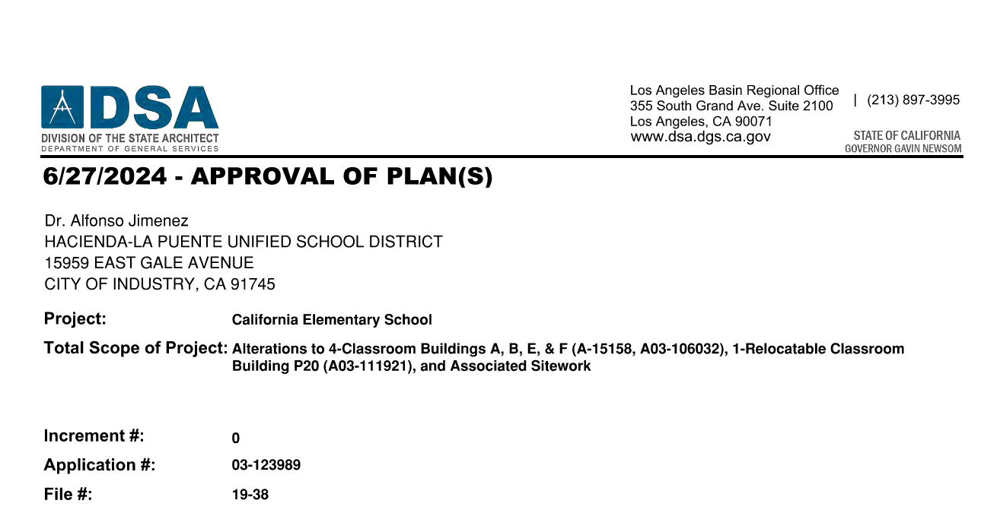 DSA
DIVISION OF THE STATE ARCHITECT
DEPARTMENT OF GENERAL SERVICES
Los Angeles Basin Regional Office
355 South Grand Ave. Suite 2100
Los Angeles, CA 90071
www.dsa.dgs.ca.gov
| (213) 897-3995
STATE OF CALIFORNIA
GOVERNOR GAVIN NEWSOM
6/27/2024 - APPROVAL OF PLAN(S)
Dr. Alfonso Jimenez
HACIENDA-LA PUENTE UNIFIED SCHOOL DISTRICT
15959 EAST GALE AVENUE
CITY OF INDUSTRY, CA 91745
Project: California Elementary School
Total Scope of Project: Alterations to 4-Classroom Buildings A, B, E, & F (A-15158, A03-106032), 1-Relocatable Classroom
Building P20 (A03-111921), and Associated Sitework
Increment #: 0
Application #: 03-123989
File #: 19-38